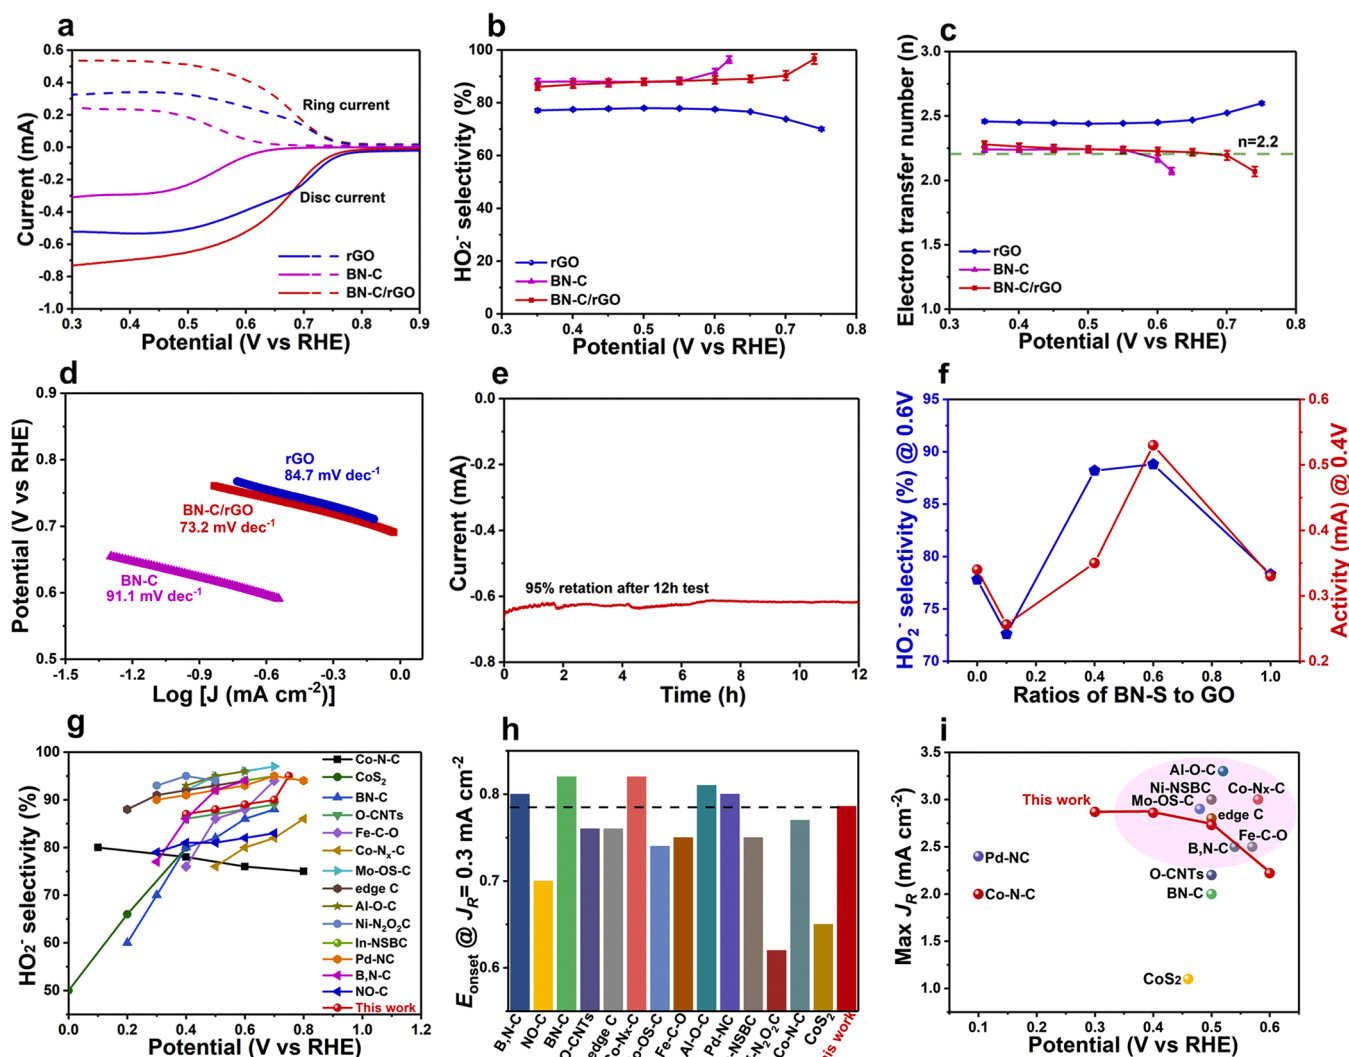 a
0.6
0.4
0.2
0.0
-0.2
-0.4
-0.6
-0.8
-1.0
Current (mA)
Ring current
Disc current
rGO
BN-C
BN-C/rGO
0.3 0.4 0.5 0.6 0.7 0.8 0.9
Potential (V vs RHE)
b
100
80
60
40
20
0
HO₂⁻ selectivity (%)
rGO
BN-C
BN-C/rGO
0.3 0.4 0.5 0.6 0.7 0.8
Potential (V vs RHE)
c
3.0
2.5
2.0
1.5
1.0
Electron transfer number (n)
n=2.2
rGO
BN-C
BN-C/rGO
0.3 0.4 0.5 0.6 0.7 0.8
Potential (V vs RHE)
d
0.9
0.8
0.7
0.6
0.5
Potential (V vs RHE)
rGO
84.7 mV dec⁻¹
BN-C/rGO
73.2 mV dec⁻¹
BN-C
91.1 mV dec⁻¹
-1.5 -1.2 -0.9 -0.6 -0.3 0.0
Log [J (mA cm⁻²)]
e
0.0
-0.2
-0.4
-0.6
-0.8
Current (mA)
95% retation after 12h test
0 2 4 6 8 10 12
Time (h)
f
95
90
85
80
75
70
HO₂⁻ selectivity (%) @ 0.6V
0.6
0.5
0.4
0.3
0.2
Activity (mA) @ 0.4V
0.0 0.2 0.4 0.6 0.8 1.0
Ratios of BN-S to GO
g
100
90
80
70
60
50
HO2⁻ selectivity (%)
Co-N-C
CoS₂
BN-C
O-CNTs
Fe-C-O
Co-Nₓ-C
Mo-OS-C
edge C
Al-O-C
Ni-N₂O₂C
In-NSBC
Pd-NC
B,N-C
NO-C
This work
0.0 0.2 0.4 0.6 0.8 1.0 1.2
Potential (V vs RHE)
h
0.8
0.7
0.6
E_onset @ J_R= 0.3 mA cm⁻²
B,N-C
NO-C
BN-C
O-CNTs
edge C
Co-Nₓ-C
o-OS-C
Fe-C-O
Al-O-C
Pd-NC
-NSBC
-N₂O₂C
Co-N-C
CoS₂
his work
i
3.5
3.0
2.5
2.0
1.5
1.0
Max J_R (mA cm⁻²)
This work
Al-O-C
Ni-NSBC
Co-Nₓ-C
Mo-OS-C
edge C
Fe-C-O
B,N-C
Pd-NC
O-CNTs
Co-N-C
BN-C
CoS₂
0.1 0.2 0.3 0.4 0.5 0.6
Potential (V vs RHE)